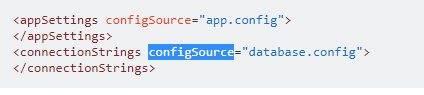 <appSettings configSource="app.config">
</appSettings>
<connectionStrings configSource="database.config">
</connectionStrings>